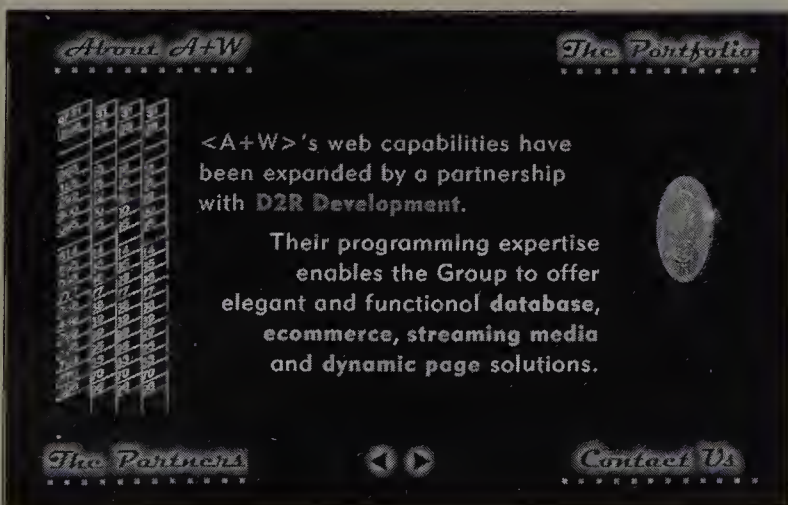 About A+W
The Portfolio
<A+W>'s web capabilities have
been expanded by a partnership
with D2R Development.
Their programming expertise
enables the Group to offer
elegant and functional database,
ecommerce, streaming media
and dynamic page solutions.
The Partners
Contact Us